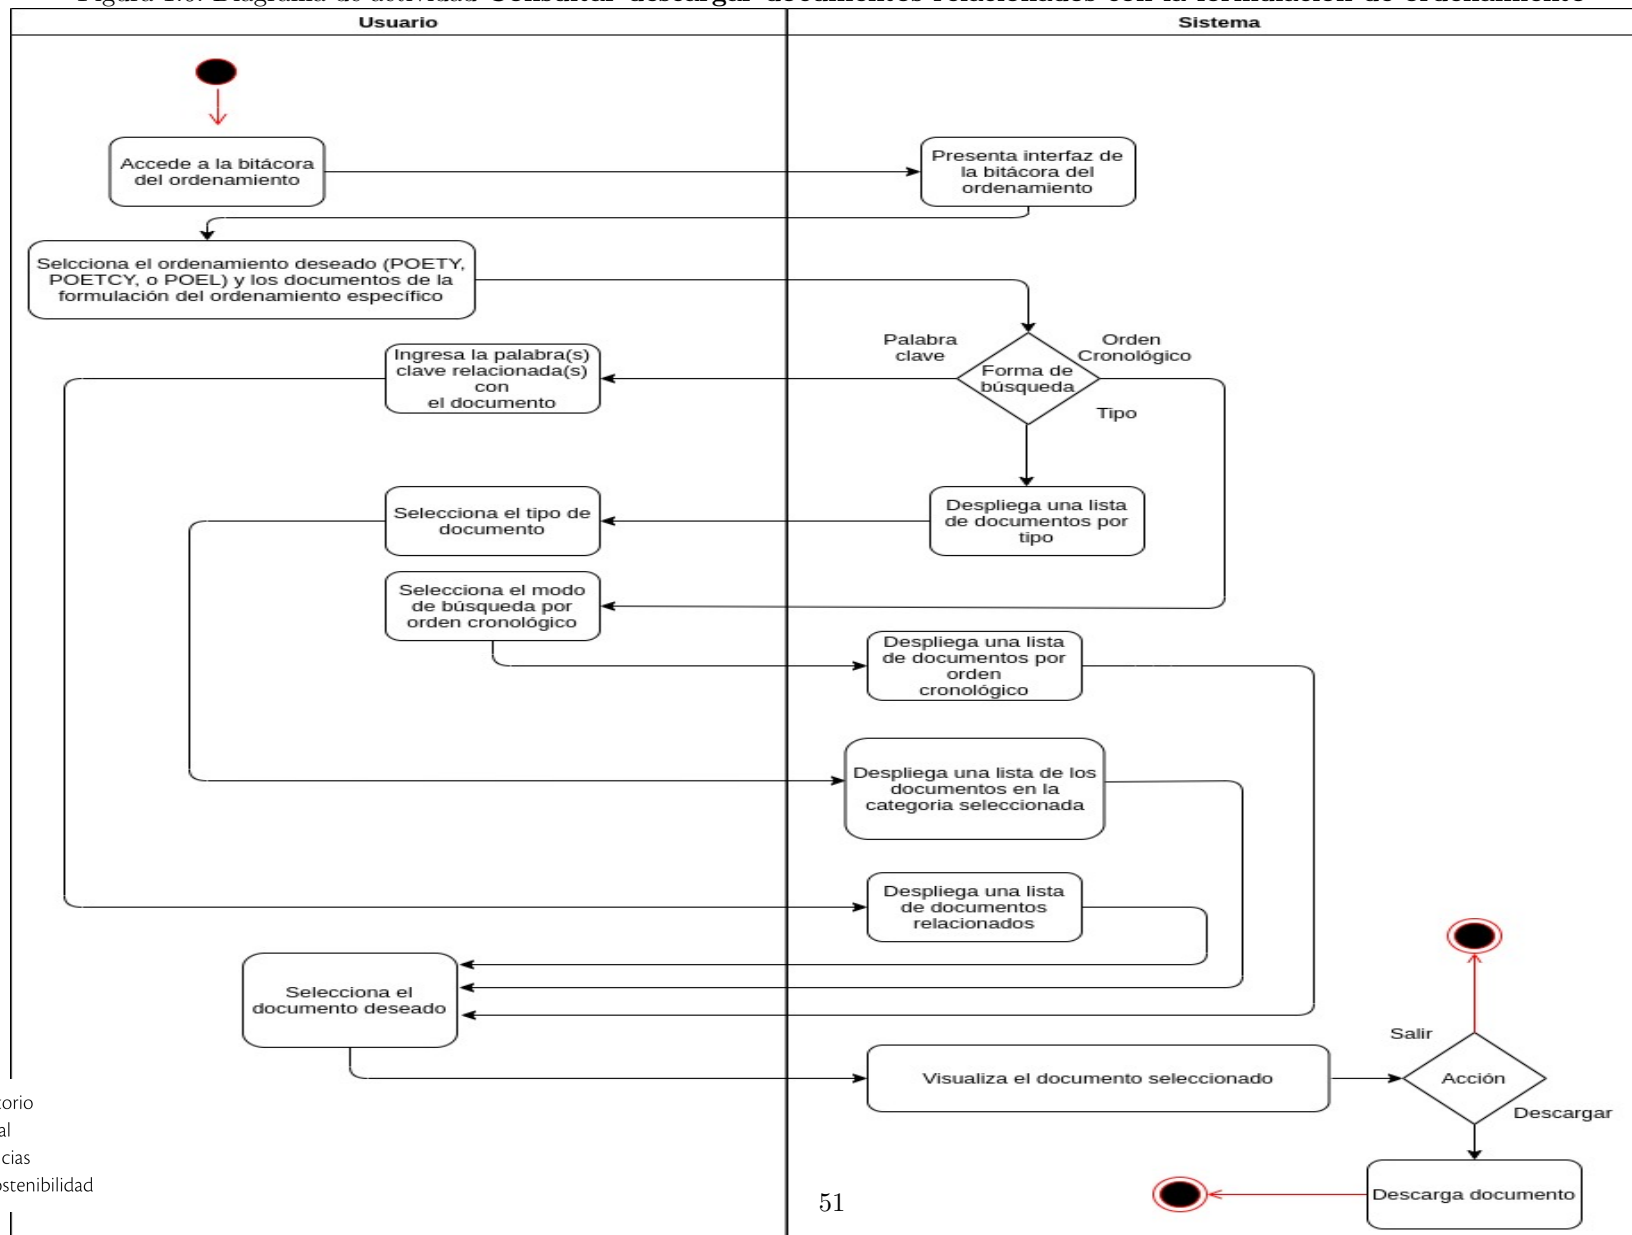 Usuario
Sistema
Accede a la bitácora
del ordenamiento
Presenta interfaz de
la bitácora del
ordenamiento
Selcciona el ordenamiento deseado (POETY,
POETCY, o POEL) y los documentos de la
formulación del ordenamiento específico
Palabra
clave
Orden
Cronológico
Forma de
búsqueda
Tipo
Ingresa la palabra(s)
clave relacionada(s)
con
el documento
Despliega una lista
de documentos por
tipo
Selecciona el tipo de
documento
Selecciona el modo
de búsqueda por
orden cronológico
Despliega una lista
de documentos por
orden
cronológico
Despliega una lista de los
documentos en la
categoria seleccionada
Despliega una lista
de documentos
relacionados
Selecciona el
documento deseado
Visualiza el documento seleccionado
Salir
Acción
Descargar
Descarga documento
orio
al
cias
ostenibilidad
51